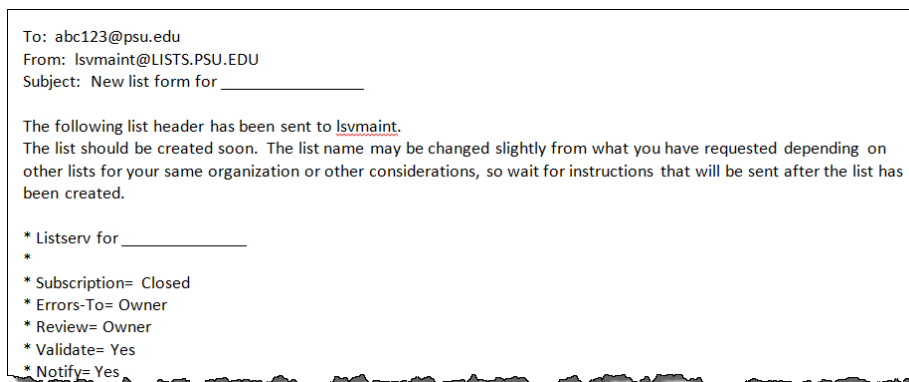 To: abc123@psu.edu
From: lsvmaint@LISTS.PSU.EDU
Subject: New list form for _________________
The following list header has been sent to lsvmaint.
The list should be created soon. The list name may be changed slightly from what you have requested depending on
other lists for your same organization or other considerations, so wait for instructions that will be sent after the list has
been created.
* Listserv for _______________
*
* Subscription= Closed
* Errors-To= Owner
* Review= Owner
* Validate= Yes
* Notify= Yes